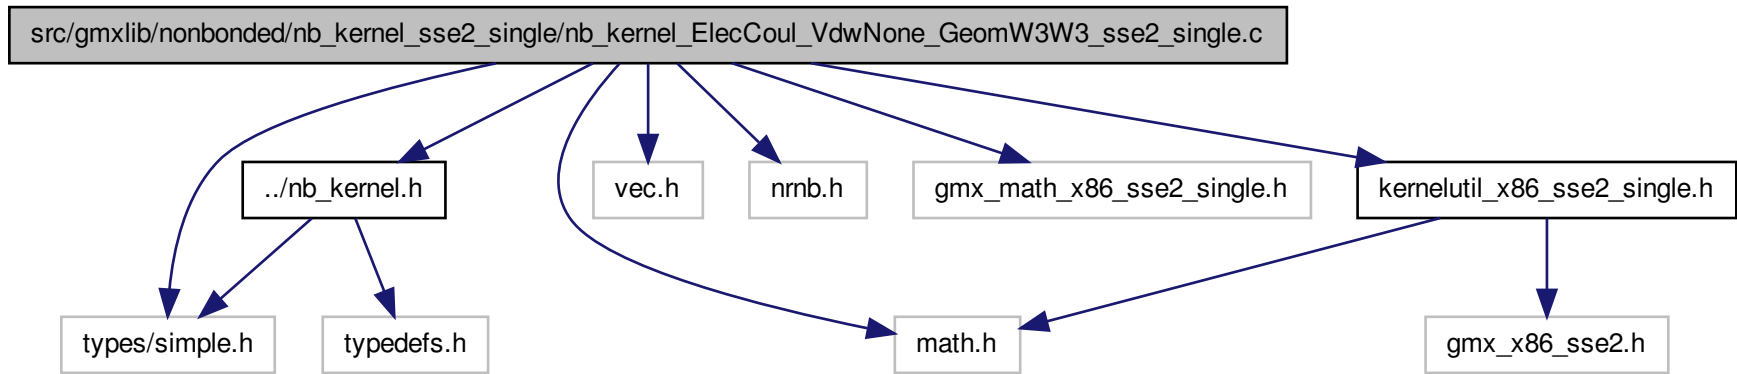 src/gmxlib/nonbonded/nb_kernel_sse2_single/nb_kernel_ElecCoul_VdwNone_GeomW3W3_sse2_single.c
../nb_kernel.h
vec.h
nrnb.h
gmx_math_x86_sse2_single.h
kernelutil_x86_sse2_single.h
types/simple.h
typedefs.h
math.h
gmx_x86_sse2.h